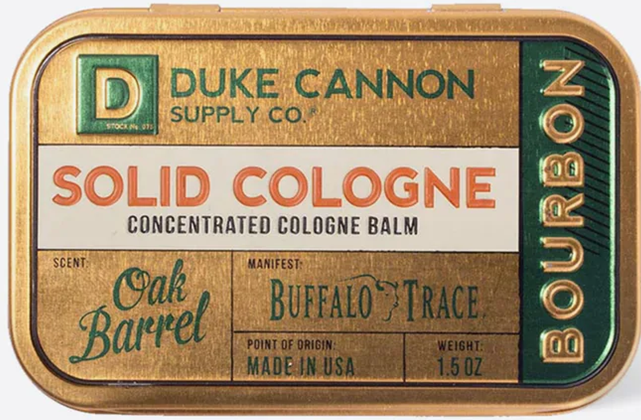 D
DUKE CANNON
SUPPLY CO.®
SOLID COLOGNE
CONCENTRATED COLOGNE BALM
SCENT:
Oak
Barrel
MANIFEST:
BUFFALO TRACE
POINT OF ORIGIN:
MADE IN USA
WEIGHT:
1.5 OZ
BOURBON